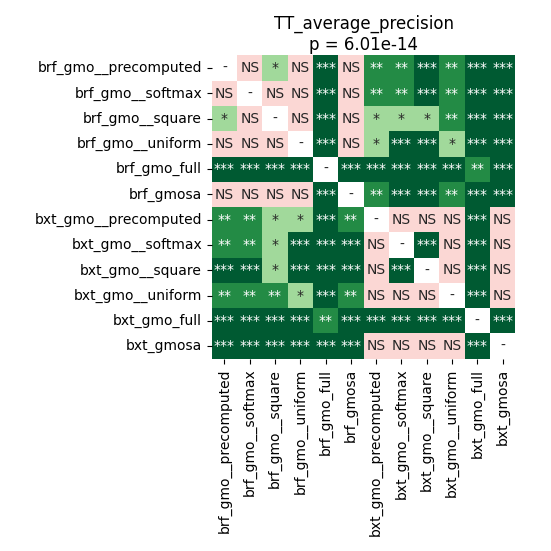 TT_average_precision
p = 6.01e-14
brf_gmo__precomputed - NS * NS *** NS ** ** *** ** *** ***
brf_gmo__softmax NS - NS NS *** NS ** ** *** ** *** ***
brf_gmo__square * NS - NS *** NS * * * ** *** ***
brf_gmo__uniform NS NS NS - *** NS * *** *** * *** ***
brf_gmo_full *** *** *** *** - *** *** *** *** *** ** ***
brf_gmosa NS NS NS NS *** - ** *** *** ** *** ***
bxt_gmo__precomputed ** ** * * *** ** - NS NS NS *** NS
bxt_gmo__softmax ** ** * *** *** *** NS - *** NS *** NS
bxt_gmo__square *** *** * *** *** *** NS *** - NS *** NS
bxt_gmo__uniform ** ** ** * *** ** NS NS NS - *** NS
bxt_gmo_full *** *** *** *** ** *** *** *** *** *** - ***
bxt_gmosa *** *** *** *** *** *** NS NS NS NS *** -
brf_gmo__precomputed
brf_gmo__softmax
brf_gmo__square
brf_gmo__uniform
brf_gmo_full
brf_gmosa
bxt_gmo__precomputed
bxt_gmo__softmax
bxt_gmo__square
bxt_gmo__uniform
bxt_gmo_full
bxt_gmosa